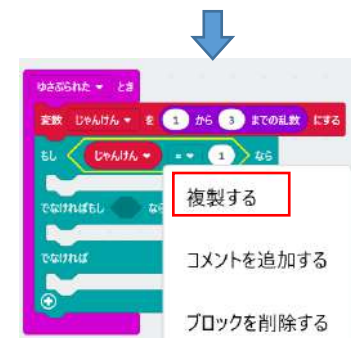 ゆさぶられた とき
変数 じゃんけん を 1 から 3 までの乱数 にする
もし じゃんけん = 1 なら
複製する
でなければもし なら
コメントを追加する
でなければ
ブロックを削除する